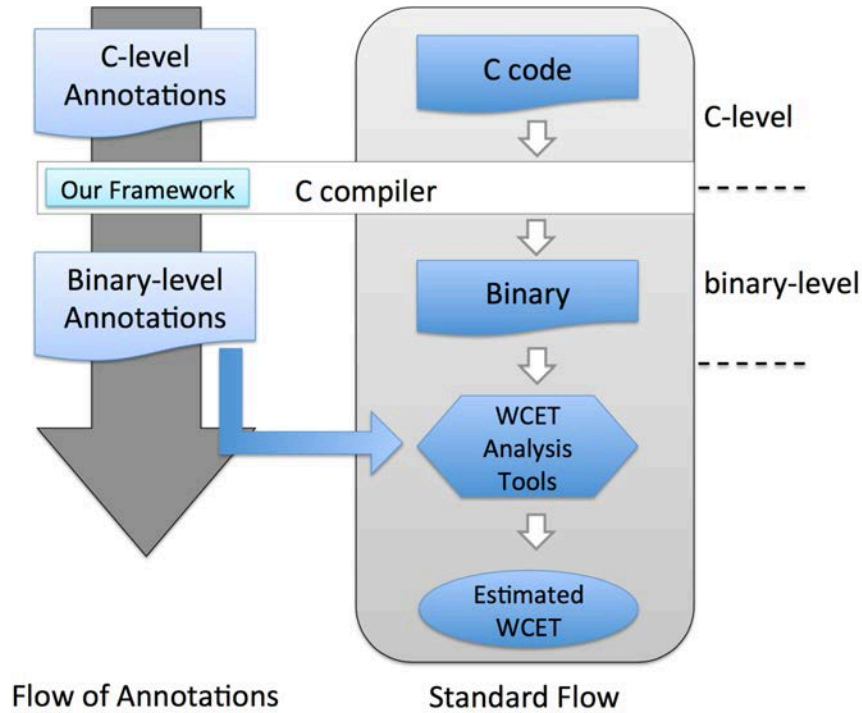 C-level
Annotations
C code
C-level
Our Framework
C compiler
Binary-level
Annotations
Binary
binary-level
WCET
Analysis
Tools
Estimated
WCET
Flow of Annotations
Standard Flow